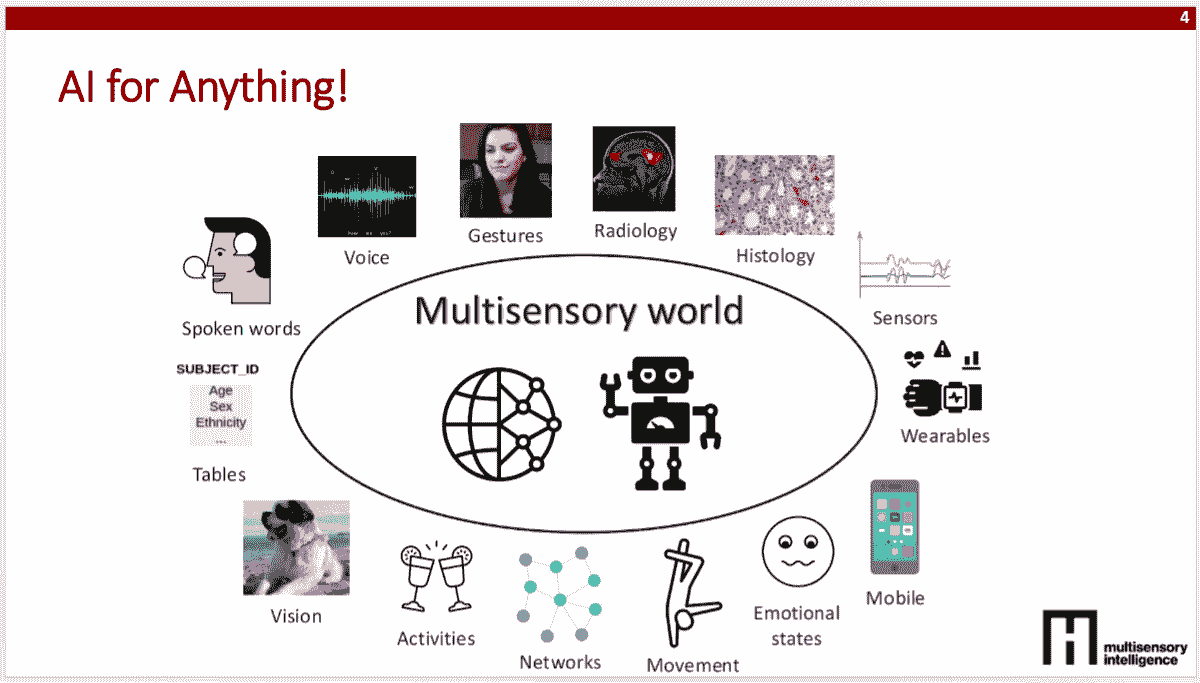 4
AI for Anything!
Voice
Gestures
Radiology
Histology
Spoken words
Sensors
Multisensory world
SUBJECT_ID
Age
Sex
Ethnicity
...
Tables
Wearables
Vision
Activities
Networks
Movement
Emotional
states
Mobile
multisensory
intelligence